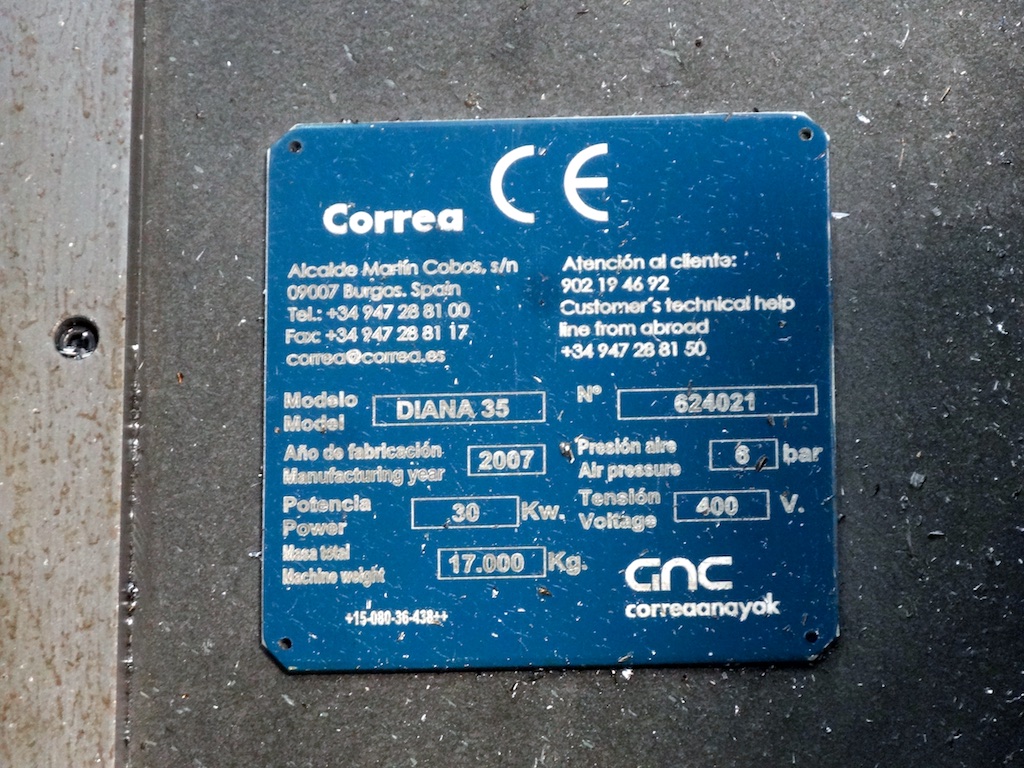 CE
Correa
Alcalde Martín Cobos, s/n
09007 Burgos. Spain
Tel.: +34 947 28 81 00
Fax: +34 947 28 81 17
correa@correa.es
Atención al cliente:
902 19 46 92
Customer's technical help
line from abroad
+34 947 28 81 50
Modelo
Model
DIANA 35
Nº
624021
Año de fabricación
Manufacturing year
2007
Presión aire
Air pressure
6 bar
Potencia
Power
30 Kw.
Tensión
Voltage
400 V.
Masa total
Machine weight
17.000 Kg.
GNC
correaanayak
+15-080-36-438++